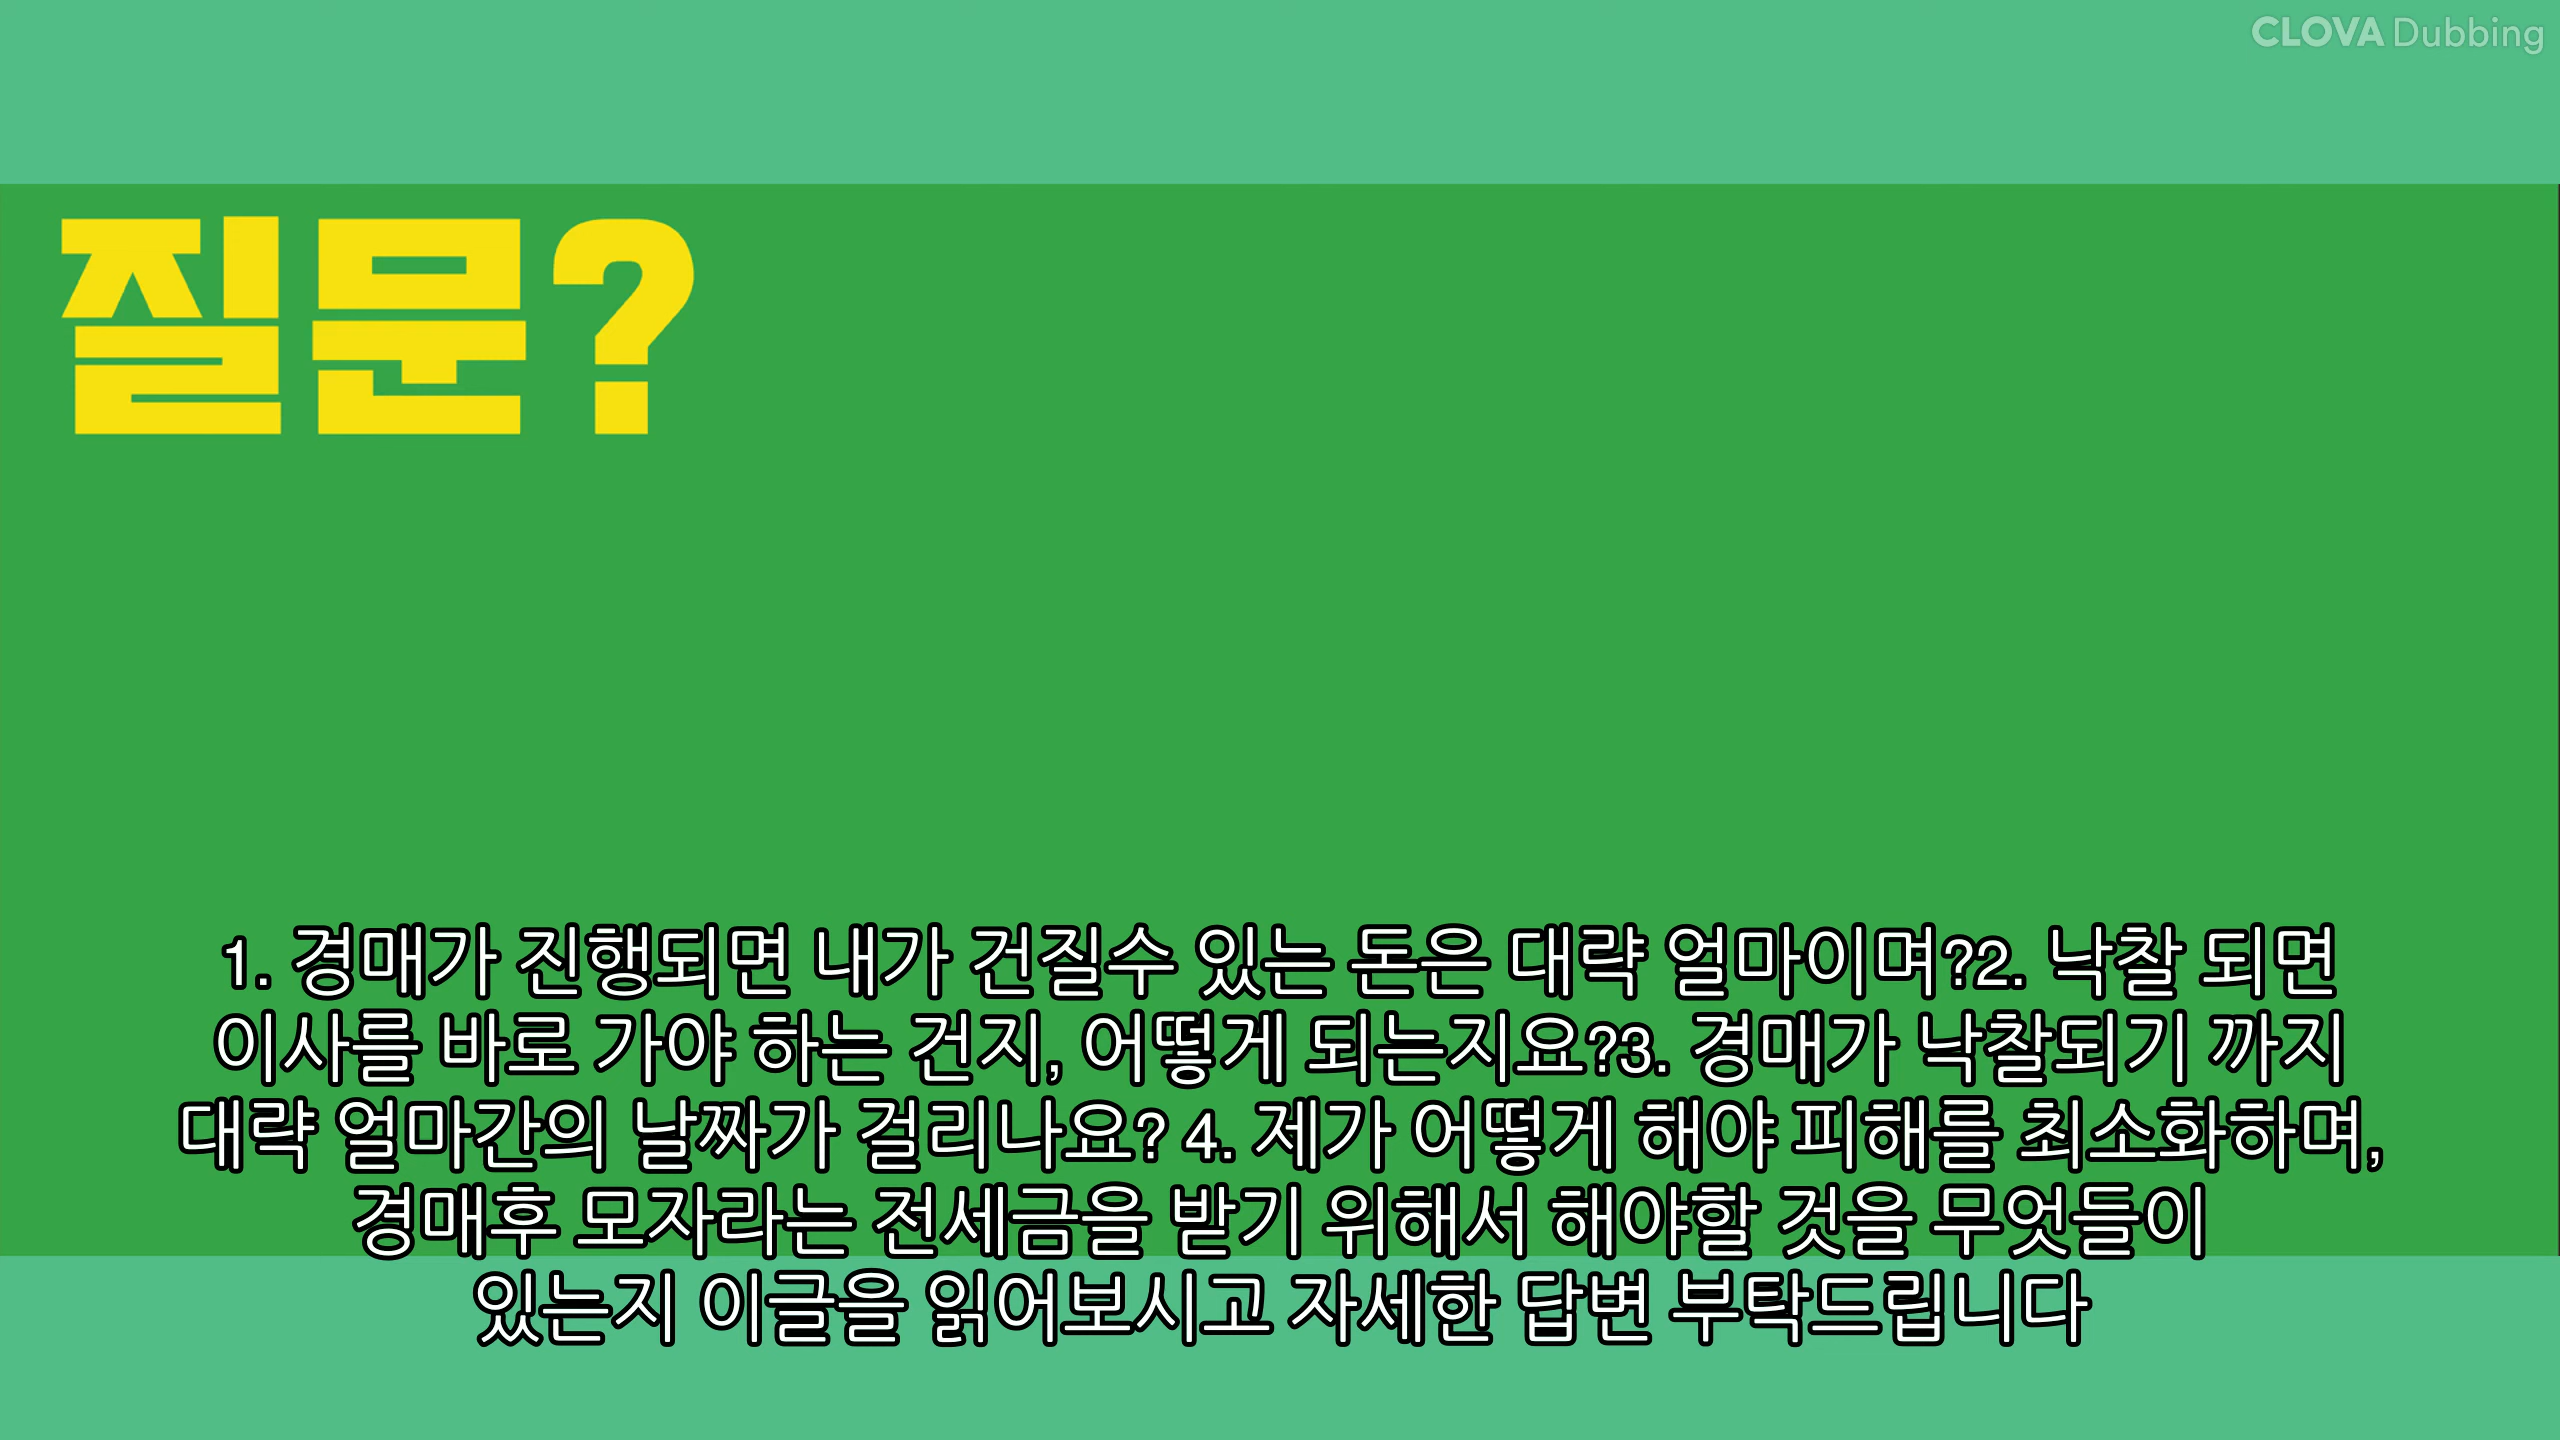 CLOVA Dubbing
질문?
1. 경매가 진행되면 내가 건질수 있는 돈은 대략 얼마이며?2. 낙찰 되면
이사를 바로 가야 하는 건지, 어떻게 되는지요?3. 경매가 낙찰되기 까지
대략 얼마간의 날짜가 걸리나요? 4. 제가 어떻게 해야 피해를 최소화하며,
경매후 모자라는 전세금을 받기 위해서 해야할 것을 무엇들이
있는지 이글을 읽어보시고 자세한 답변 부탁드립니다